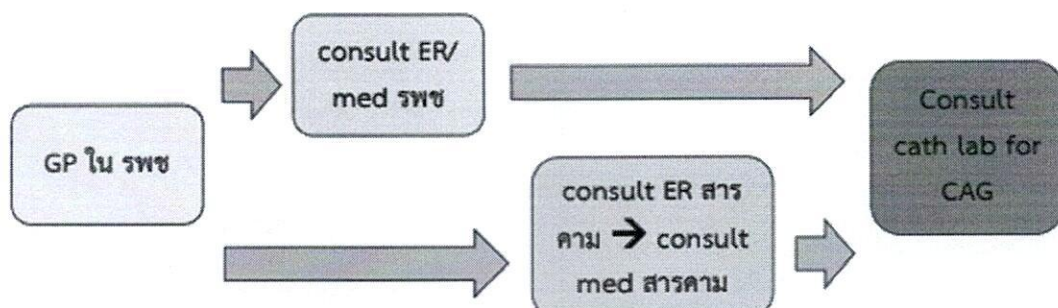 consult ER/
med รพช
GP ใน รพช
consult ER สาร
คาม ➔ consult
med สารคาม
Consult
cath lab for
CAG